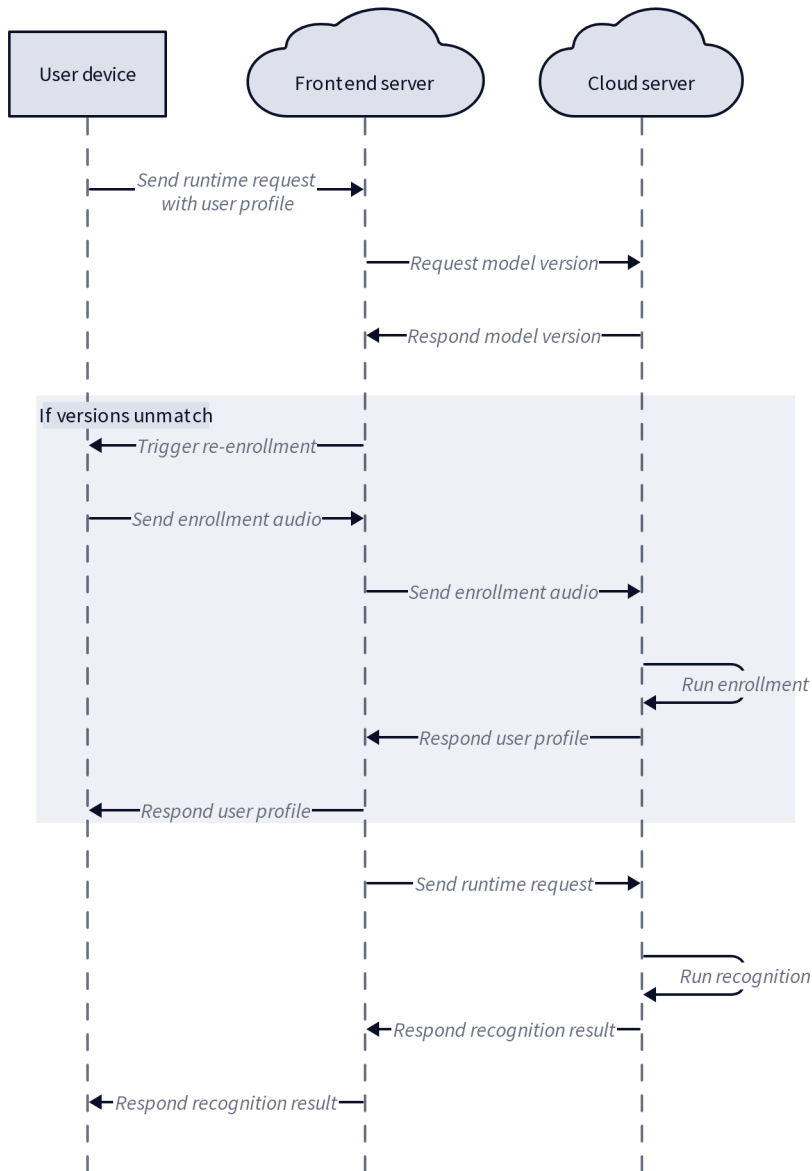 User device
Frontend server
Cloud server
Send runtime request
with user profile
Request model version
Respond model version
If versions unmatch
Trigger re-enrollment
Send enrollment audio
Send enrollment audio
Run enrollment
Respond user profile
Respond user profile
Send runtime request
Run recognition
Respond recognition result
Respond recognition result